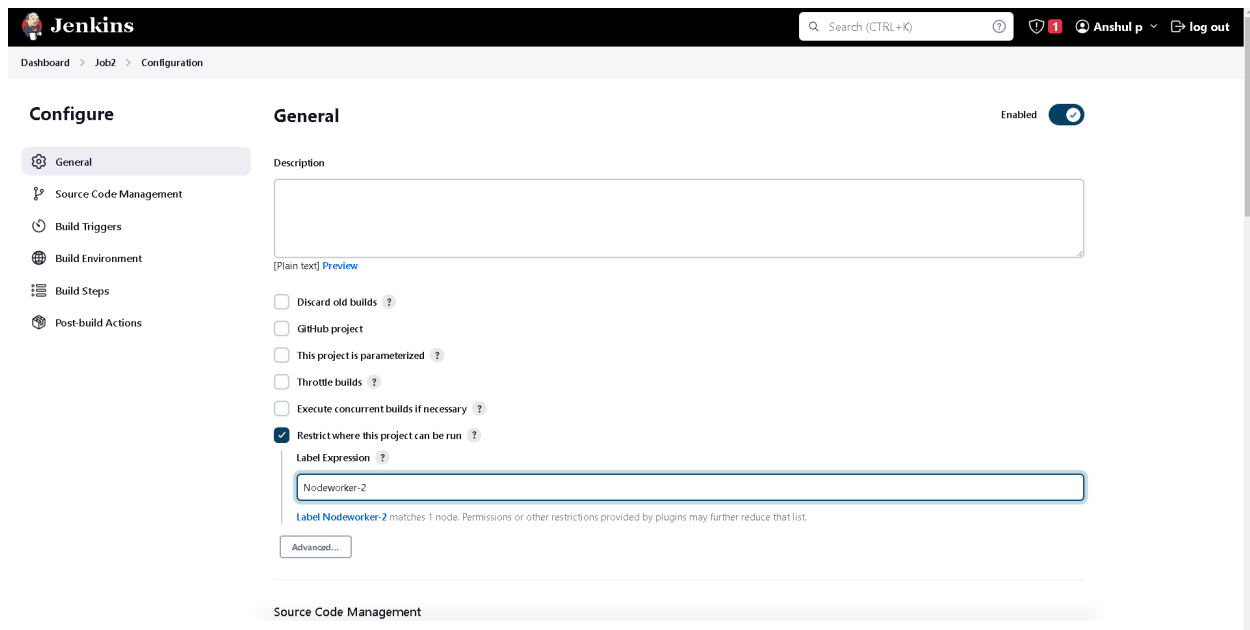 Jenkins
Search (CTRL+K)
?
1
Anshul p
log out
Dashboard > Job2 > Configuration
Configure
General
Source Code Management
Build Triggers
Build Environment
Build Steps
Post-build Actions
General
Enabled
Description
[Plain text] Preview
Discard old builds ?
GitHub project
This project is parameterized ?
Throttle builds ?
Execute concurrent builds if necessary ?
Restrict where this project can be run ?
Label Expression ?
Nodeworker-2
Label Nodeworker-2 matches 1 node. Permissions or other restrictions provided by plugins may further reduce that list.
Advanced...
Source Code Management